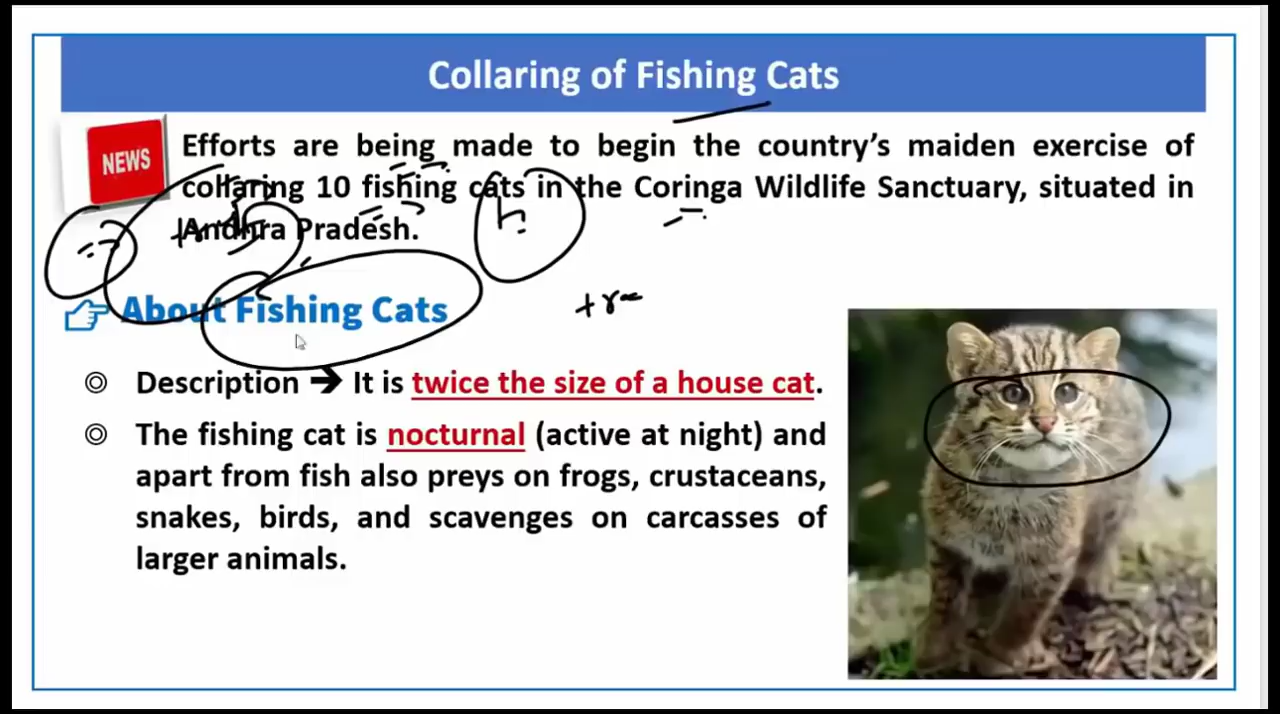 Collaring of Fishing Cats
NEWS
Efforts are being made to begin the country's maiden exercise of
collaring 10 fishing cats in the Coringa Wildlife Sanctuary, situated in
Andhra Pradesh.
About Fishing Cats
◎ Description ➔ It is twice the size of a house cat.
◎ The fishing cat is nocturnal (active at night) and
apart from fish also preys on frogs, crustaceans,
snakes, birds, and scavenges on carcasses of
larger animals.